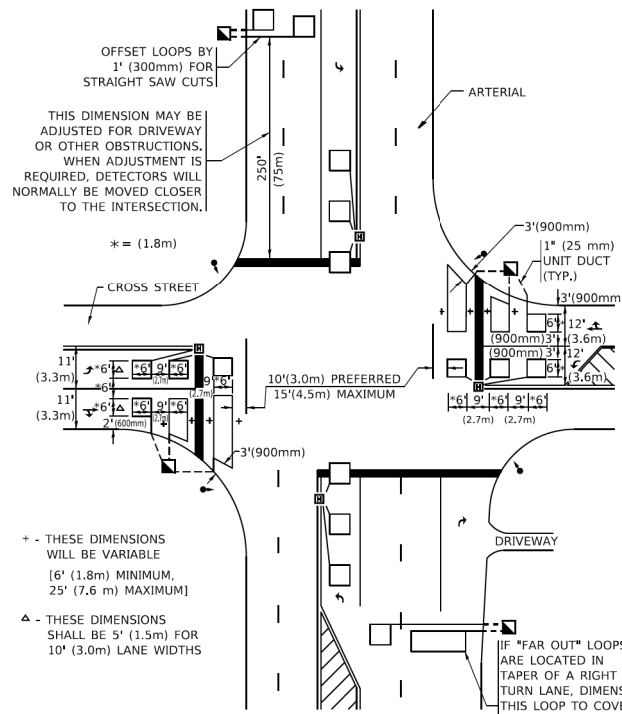 OFFSET LOOPS BY
1' (300mm) FOR
STRAIGHT SAW CUTS
ARTERIAL
THIS DIMENSION MAY BE
ADJUSTED FOR DRIVEWAY
OR OTHER OBSTRUCTIONS.
WHEN ADJUSTMENT IS
REQUIRED, DETECTORS WILL
NORMALLY BE MOVED CLOSER
TO THE INTERSECTION.
250'
(75m)
* = (1.8m)
3'(900mm)
1" (25 mm)
UNIT DUCT
(TYP.)
CROSS STREET
3'(900mm
6'
*12'
(900mm)3'
(3.6m)
(900mm)3'
12'
6'
(3.6m)
*6'
*6' 9' *6' 9' *6'
(2.7m) (2.7m)
11'
(3.3m)
*6'
*6' 9' *6'
(2.7m)
9' *6'
(2.7m)
*6'
11'
(3.3m)
*6'
*6' 9' *6'
(2.7m)
2'(600mm)
10'(3.0m) PREFERRED
15'(4.5m) MAXIMUM
3'(900mm)
+ - THESE DIMENSIONS
WILL BE VARIABLE
[6' (1.8m) MINIMUM,
25' (7.6 m) MAXIMUM]
Δ - THESE DIMENSIONS
SHALL BE 5' (1.5m) FOR
10' (3.0m) LANE WIDTHS
H
H
H
H
DRIVEWAY
IF "FAR OUT" LOOPS
ARE LOCATED IN
TAPER OF A RIGHT
TURN LANE, DIMENS
THIS LOOP TO COVE